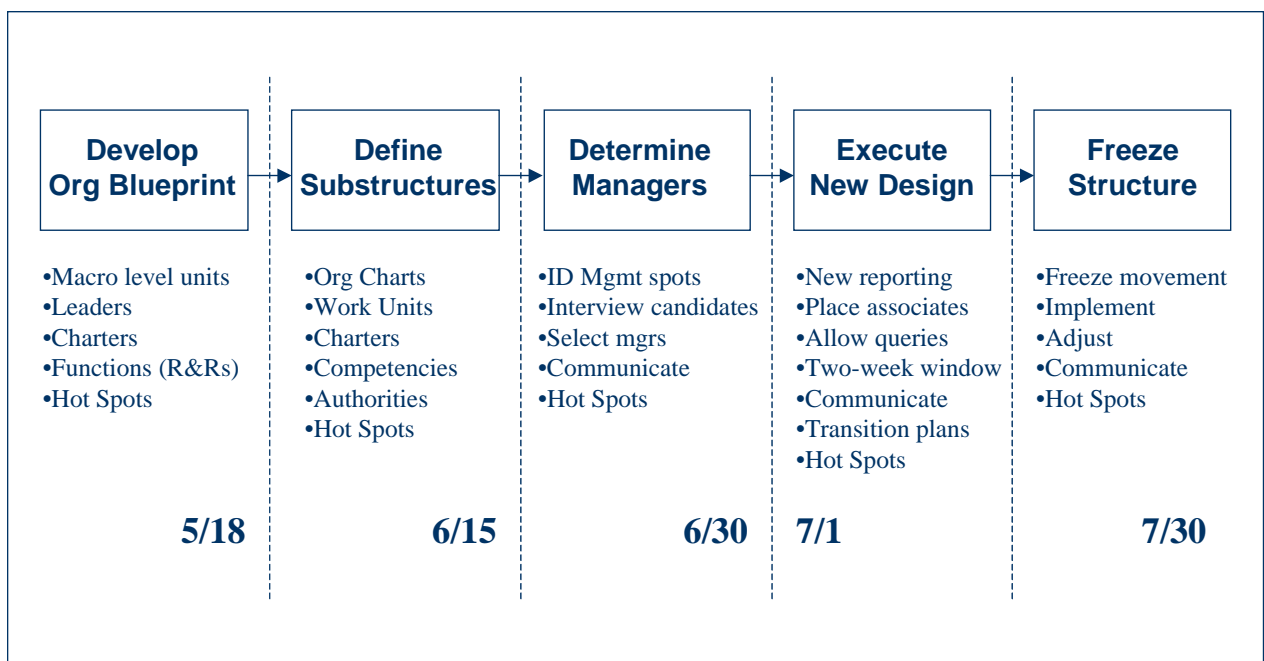 Develop
Org Blueprint
Define
Substructures
Determine
Managers
Execute
New Design
Freeze
Structure
•Macro level units
•Leaders
•Charters
•Functions (R&Rs)
•Hot Spots
•Org Charts
•Work Units
•Charters
•Competencies
•Authorities
•Hot Spots
•ID Mgmt spots
•Interview candidates
•Select mgrs
•Communicate
•Hot Spots
•New reporting
•Place associates
•Allow queries
•Two-week window
•Communicate
•Transition plans
•Hot Spots
•Freeze movement
•Implement
•Adjust
•Communicate
•Hot Spots
5/18
6/15
6/30
7/1
7/30